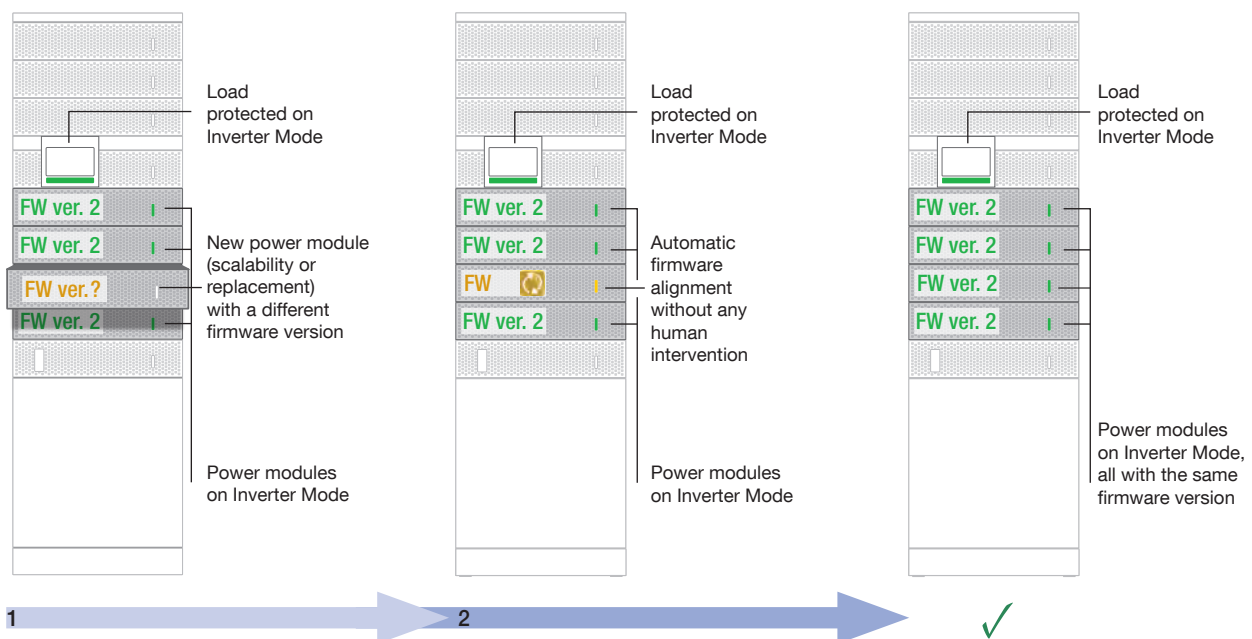 Load
protected on
Inverter Mode
FW ver. 2
FW ver. 2
FW ver.?
FW ver. 2
New power module
(scalability or
replacement)
with a different
firmware version
Power modules
on Inverter Mode
Load
protected on
Inverter Mode
FW ver. 2
FW ver. 2
FW
FW ver. 2
Automatic
firmware
alignment
without any
human
intervention
Power modules
on Inverter Mode
Load
protected on
Inverter Mode
FW ver. 2
FW ver. 2
FW ver. 2
FW ver. 2
Power modules
on Inverter Mode,
all with the same
firmware version
1
2